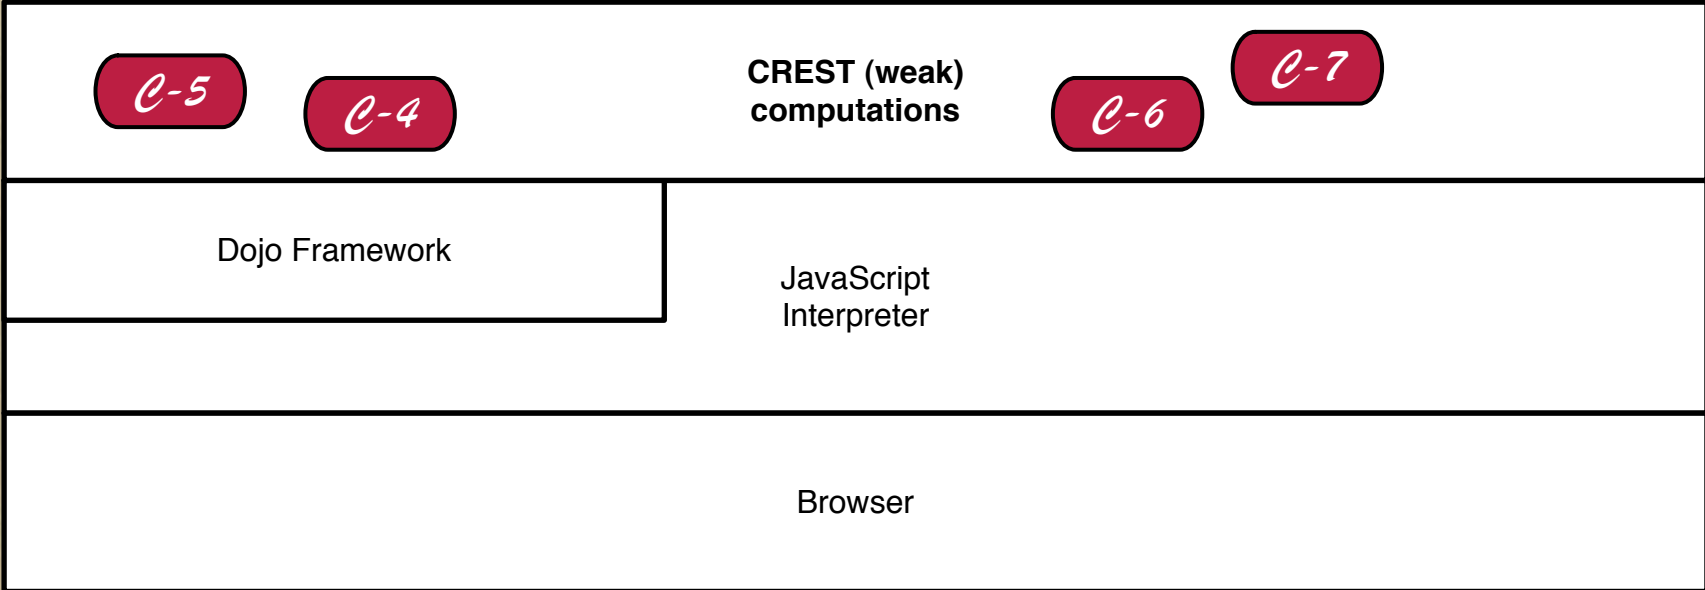 C-5
C-4
CREST (weak)
computations
C-6
C-7
Dojo Framework
JavaScript
Interpreter
Browser